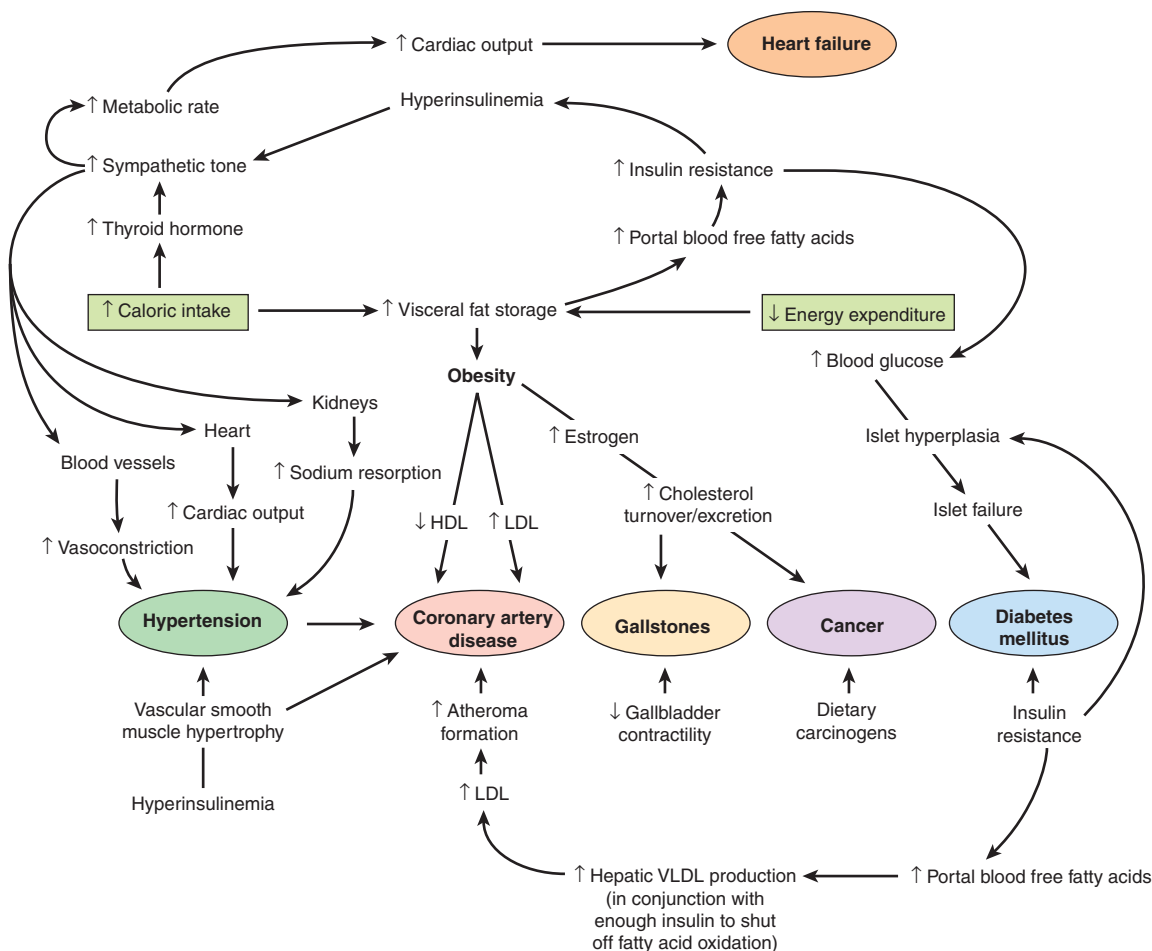 ↑ Cardiac output
Heart failure
↑ Metabolic rate
Hyperinsulinemia
↑ Sympathetic tone
↑ Insulin resistance
↑ Thyroid hormone
↑ Portal blood free fatty acids
↑ Caloric intake
↑ Visceral fat storage
↓ Energy expenditure
↑ Blood glucose
Obesity
Kidneys
Heart
↑ Estrogen
Islet hyperplasia
Blood vessels
↑ Sodium resorption
↑ Cholesterol
turnover/excretion
↑ Cardiac output
↓ HDL
↑ LDL
Islet failure
↑ Vasoconstriction
Hypertension
Coronary artery
disease
Gallstones
Cancer
Diabetes
mellitus
Vascular smooth
muscle hypertrophy
↑ Atheroma
formation
↓ Gallbladder
contractility
Dietary
carcinogens
Insulin
resistance
Hyperinsulinemia
↑ LDL
↑ Hepatic VLDL production
(in conjunction with
enough insulin to shut
off fatty acid oxidation)
↑ Portal blood free fatty acids